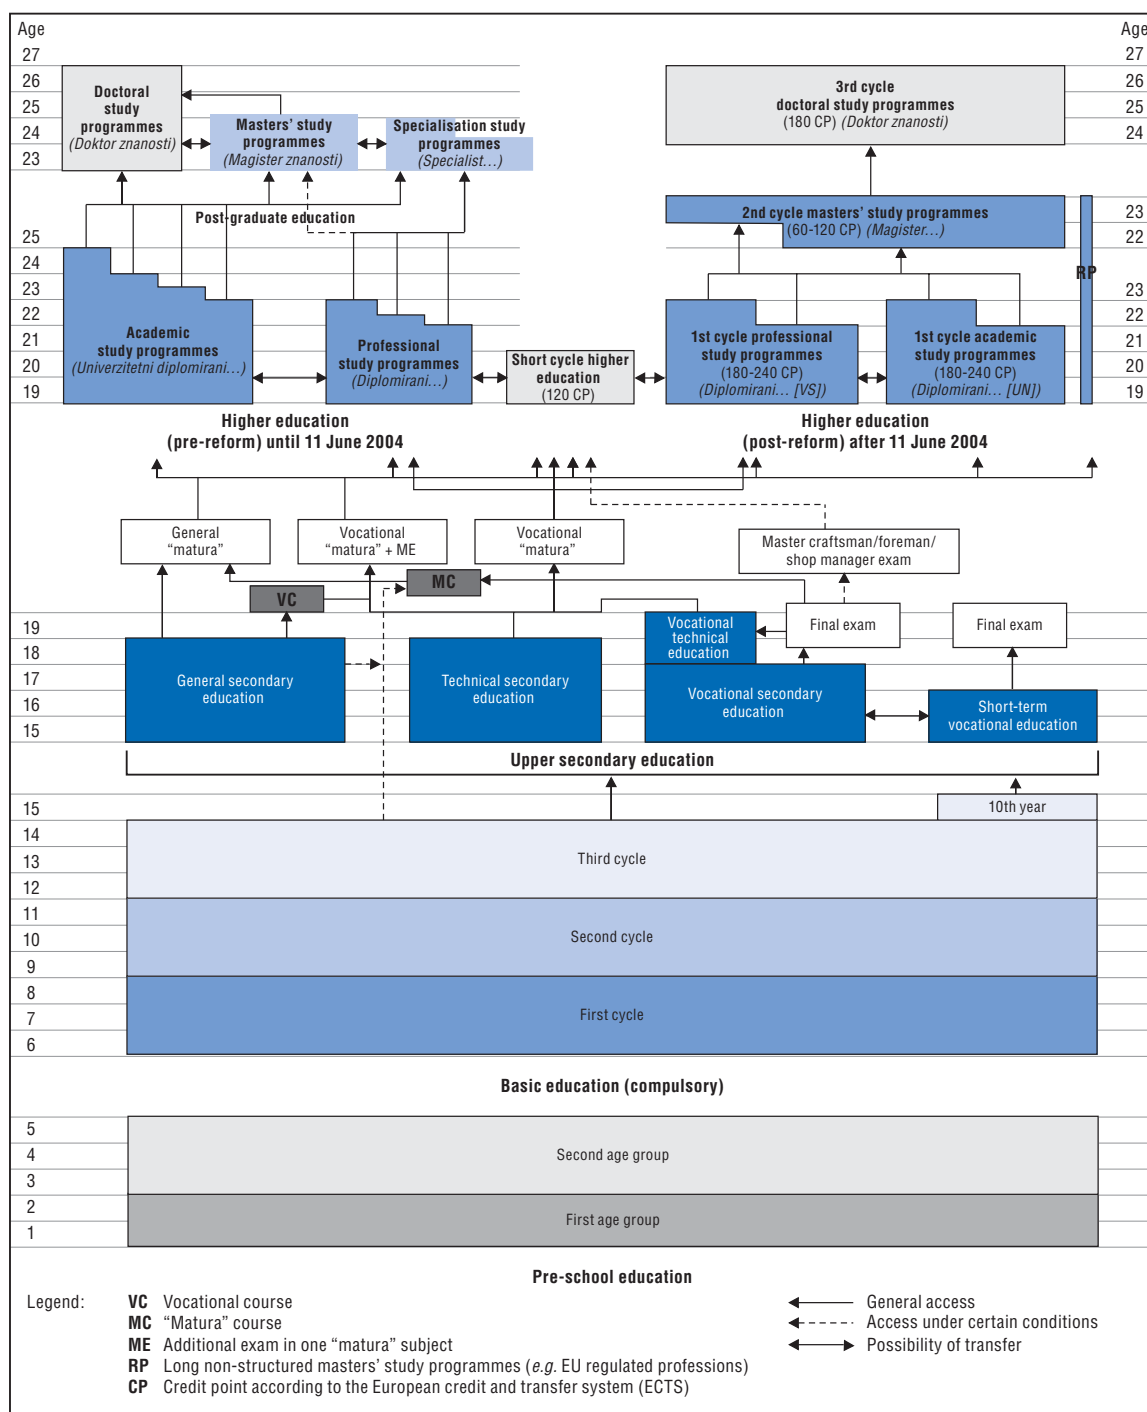 Age
Age
27
27
26
26
25
25
24
24
23
Doctoral
study
programmes
(Doktor znanosti)
Masters' study
programmes
(Magister znanosti)
Specialisation study
programmes
(Specialist…)
3rd cycle
doctoral study programmes
(180 CP) (Doktor znanosti)
Post-graduate education
2nd cycle masters' study programmes
(60-120 CP) (Magister…)
23
22
RP
25
24
23
22
21
20
19
23
22
21
20
19
Academic
study programmes
(Univerzitetni diplomirani…)
Professional
study programmes
(Diplomirani…)
Short cycle higher
education
(120 CP)
1st cycle professional
study programmes
(180-240 CP)
(Diplomirani… [VS])
1st cycle academic
study programmes
(180-240 CP)
(Diplomirani… [UN])
Higher education
(pre-reform) until 11 June 2004
Higher education
(post-reform) after 11 June 2004
General
"matura"
Vocational
"matura" + ME
Vocational
"matura"
Master craftsman/foreman/
shop manager exam
MC
VC
19
18
17
16
15
Vocational
technical
education
Final exam
Final exam
General secondary
education
Technical secondary
education
Vocational secondary
education
Short-term
vocational education
Upper secondary education
15
10th year
14
13
12
Third cycle
11
10
9
Second cycle
8
7
6
First cycle
Basic education (compulsory)
5
4
3
Second age group
2
1
First age group
Pre-school education
Legend:
VC Vocational course
MC "Matura" course
ME Additional exam in one "matura" subject
RP Long non-structured masters' study programmes (e.g. EU regulated professions)
CP Credit point according to the European credit and transfer system (ECTS)
General access
Access under certain conditions
Possibility of transfer